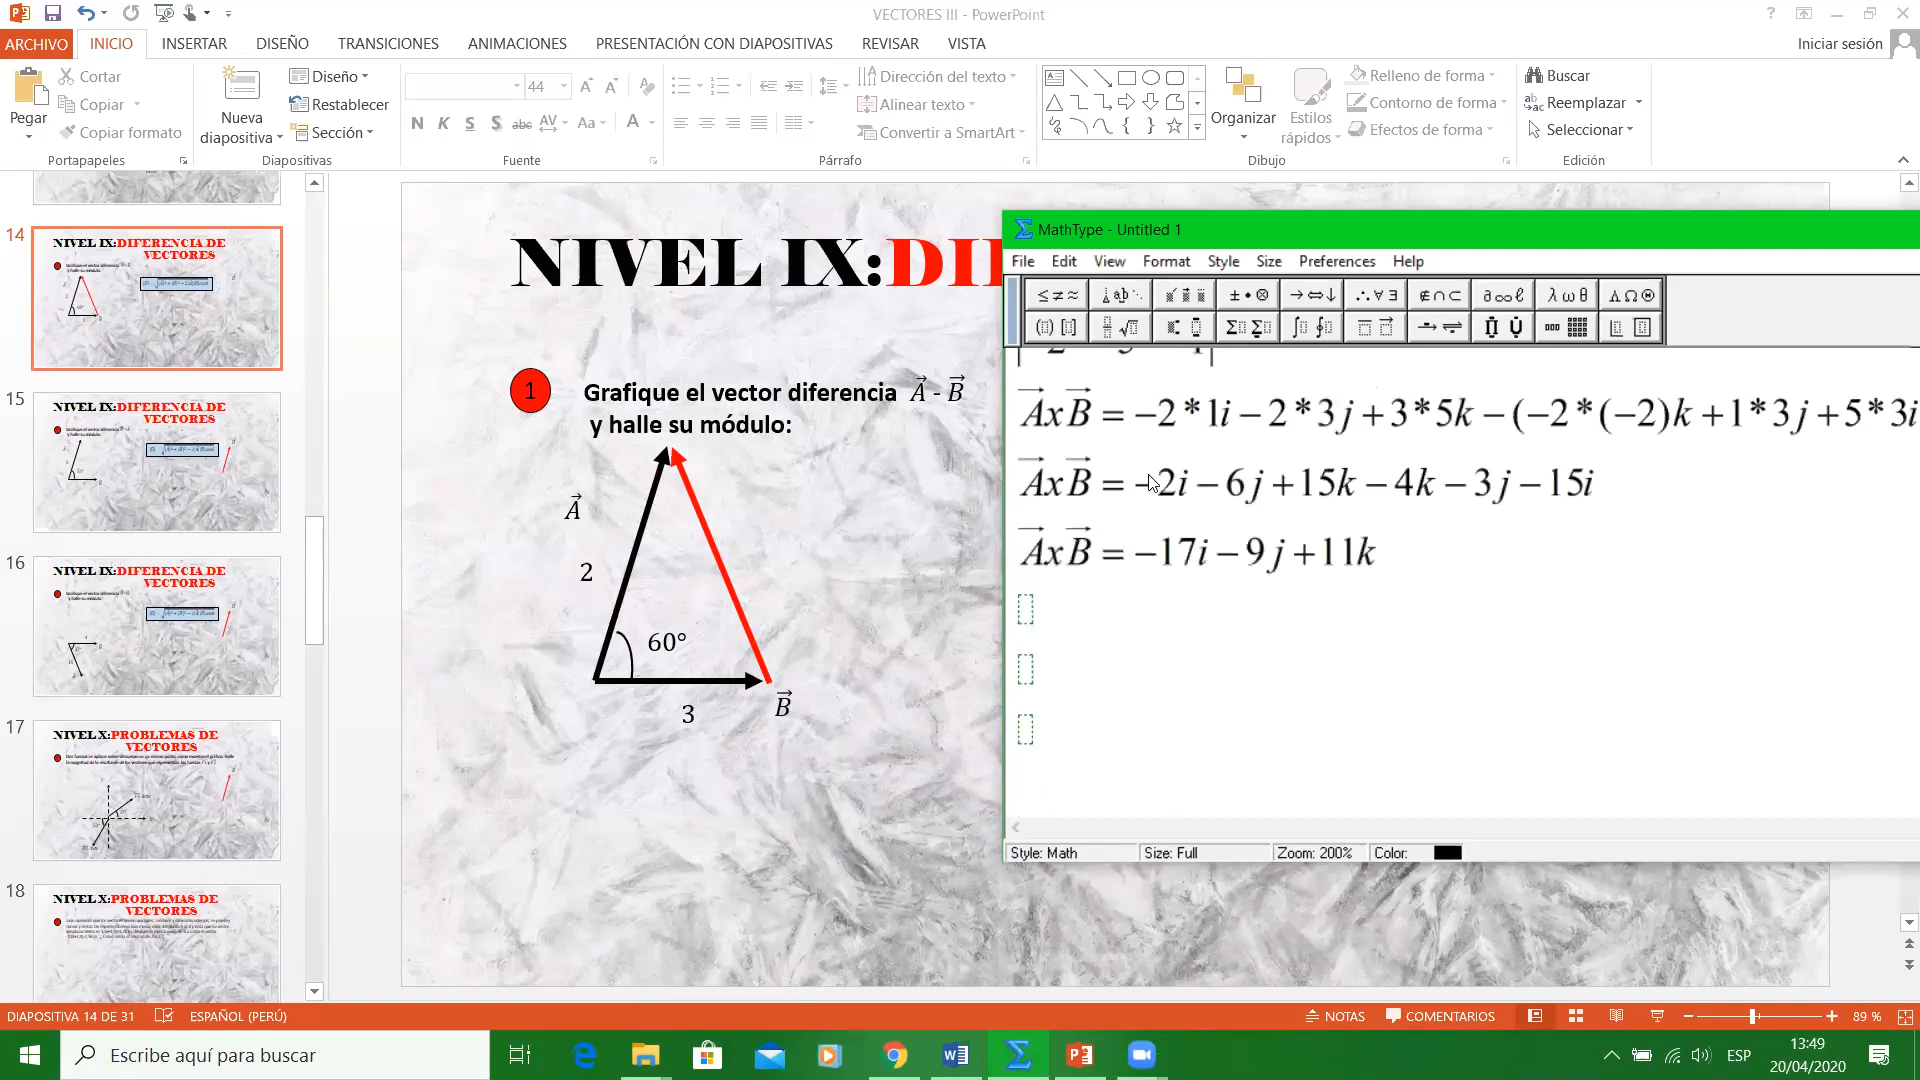 VECTORES III - PowerPoint
ARCHIVO INICIO INSERTAR DISEÑO TRANSICIONES ANIMACIONES PRESENTACIÓN CON DIAPOSITIVAS REVISAR VISTA Iniciar sesión
Pegar
Cortar
Copiar
Copiar formato
Portapapeles
Nueva diapositiva
Diseño
Restablecer
Sección
Diapositivas
44
N K S S abc AV Aa A
Fuente
Dirección del texto
Alinear texto
Convertir a SmartArt
Párrafo
Organizar
Estilos rápidos
Relleno de forma
Contorno de forma
Efectos de forma
Dibujo
Buscar
Reemplazar
Seleccionar
Edición
14
NIVEL IX:DIFERENCIA DE
VECTORES
15
NIVEL IX:DIFERENCIA DE
VECTORES
16
NIVEL IX:DIFERENCIA DE
VECTORES
17
NIVEL X:PROBLEMAS DE
VECTORES
18
NIVEL X:PROBLEMAS DE
VECTORES
NIVEL IX:DI
1 Grafique el vector diferencia A⃗ - B⃗
y halle su módulo:
A⃗
2
60°
3
B⃗
MathType - Untitled 1
File Edit View Format Style Size Preferences Help
A⃗xB⃗ = −2*1i − 2*3j + 3*5k − (−2*(−2)k + 1*3j + 5*3i
A⃗xB⃗ = −2i − 6j + 15k − 4k − 3j − 15i
A⃗xB⃗ = −17i − 9j + 11k
Style: Math Size: Full Zoom: 200% Color:
DIAPOSITIVA 14 DE 31 ESPAÑOL (PERÚ) NOTAS COMENTARIOS 89 %
Escribe aquí para buscar
ESP
13:49
20/04/2020